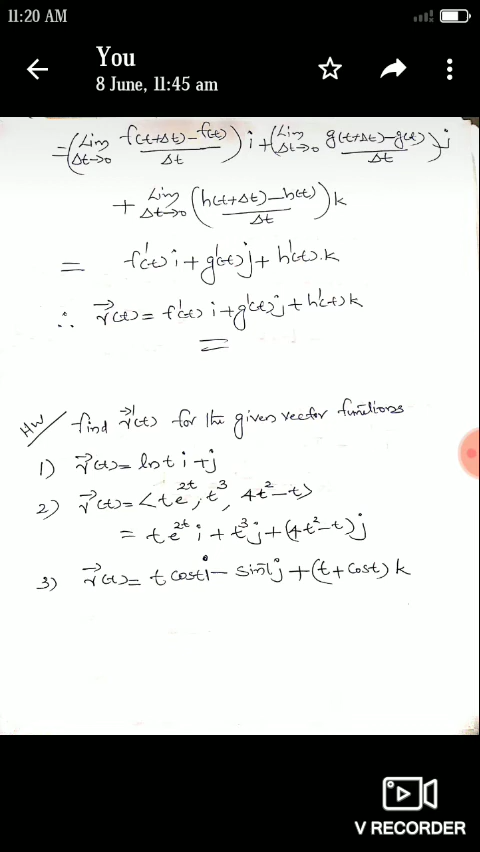 11:20 AM
You
8 June, 11:45 am
=(Lim Δt→0 f(t+Δt)-f(t)/Δt) i + (Lim Δt→0 g(t+Δt)-g(t)/Δt) j
+ Lim Δt→0 (h(t+Δt)-h(t)/Δt) k
= f'(t) i + g'(t) j + h'(t).k
∴ r⃗(t) = f'(t) i + g'(t) j + h'(t) k
HW/ find r⃗'(t) for the given vector functions
1) r⃗(t) = lnt i + j
2) r⃗(t) = <te^2t, t^3, 4t^2-t>
= te^2t i + t^3 j + (4t^2-t) j
3) r⃗(t) = t cost i - sint j + (t+cost) k
V RECORDER